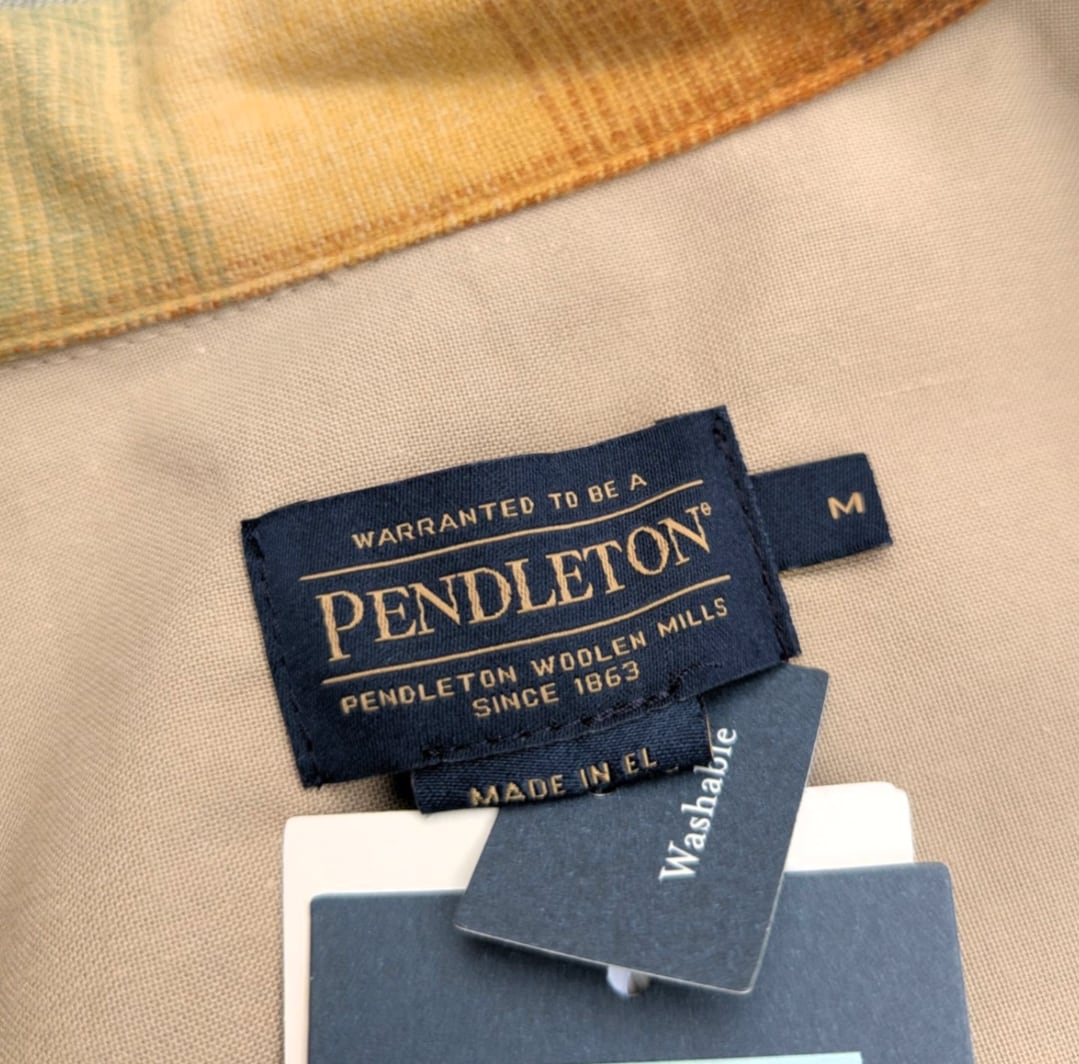 WARRANTED TO BE A
PENDLETON®
M
PENDLETON WOOLEN MILLS
SINCE 1863
MADE IN EL
Washable